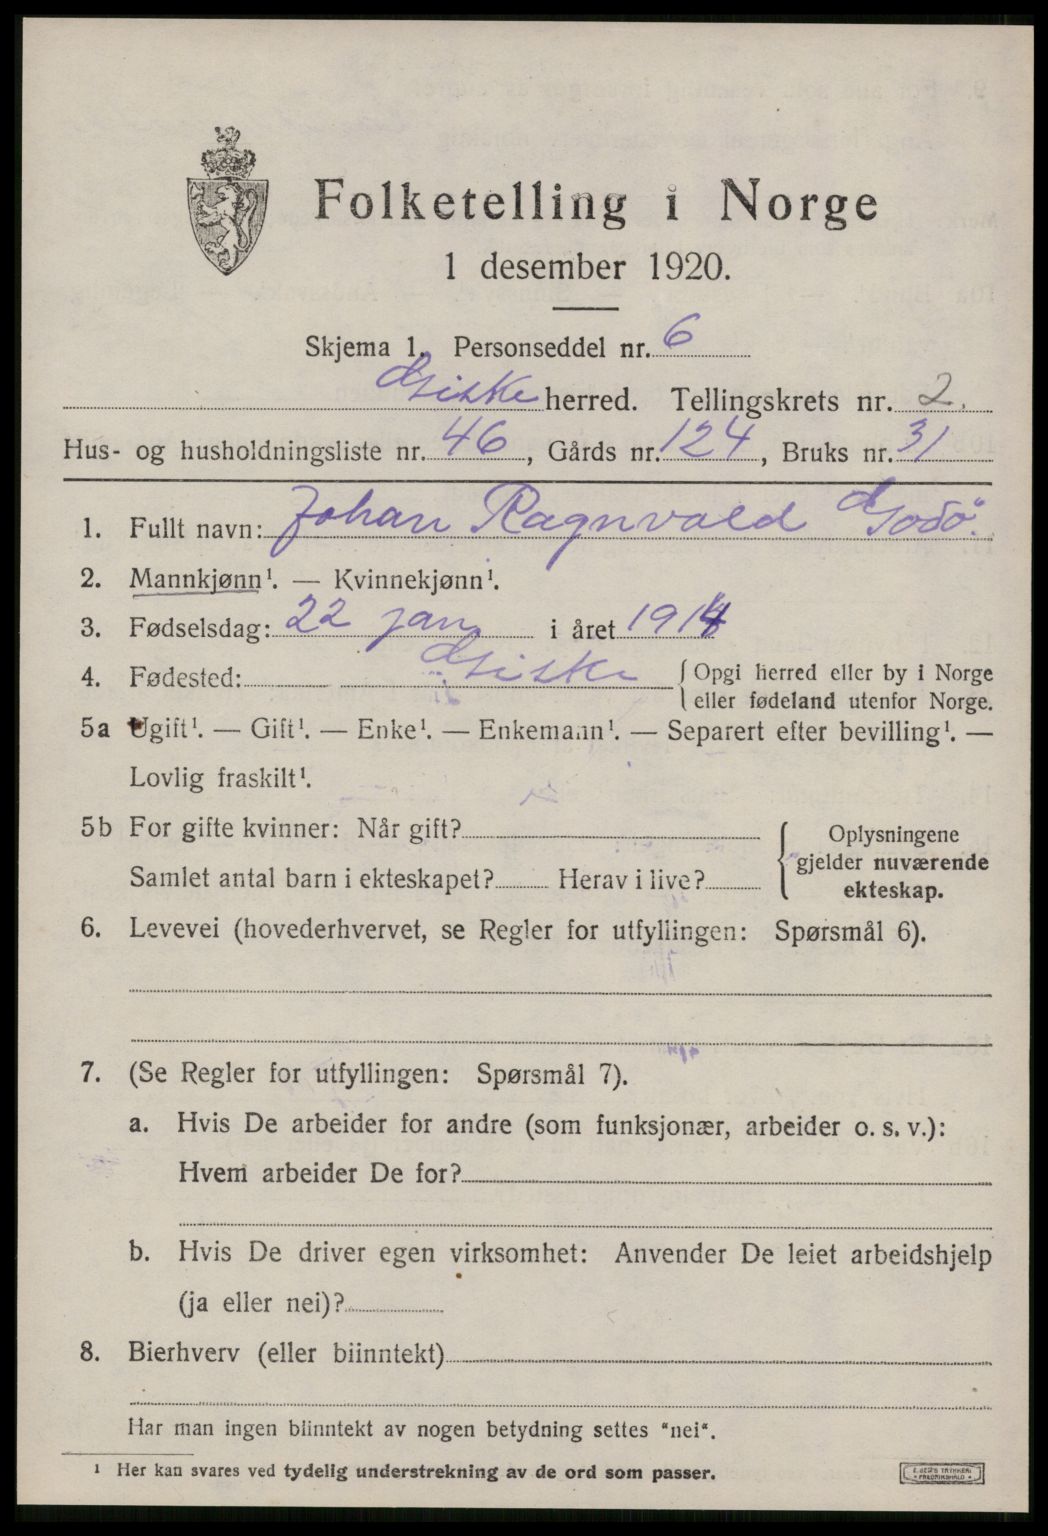 Folketelling i Norge
1 desember 1920.
Skjema 1. Personseddel nr. 6
Giske herred. Tellingskrets nr. 2.
Hus- og husholdningsliste nr. 46, Gårds nr. 124, Bruks nr. 31
1. Fullt navn: Johan Ragnvald Godø.
2. Mannkjønn¹. — Kvinnekjønn¹.
3. Fødselsdag: 22 jan i året 1914
4. Fødested: Giske { Opgi herred eller by i Norge
eller fødeland utenfor Norge.
5a Ugift¹. — Gift¹. — Enke¹. — Enkemann¹. — Separert efter bevilling¹. —
Lovlig fraskilt¹.
5b For gifte kvinner: Når gift?
Samlet antal barn i ekteskapet? Herav i live?
Oplysningene
gjelder nuværende
ekteskap.
6. Levevei (hovederhvervet, se Regler for utfyllingen: Spørsmål 6).
7. (Se Regler for utfyllingen: Spørsmål 7).
a. Hvis De arbeider for andre (som funksjonær, arbeider o. s. v.):
Hvem arbeider De for?
b. Hvis De driver egen virksomhet: Anvender De leiet arbeidshjelp
(ja eller nei)?
8. Bierhverv (eller biinntekt)
Har man ingen biinntekt av nogen betydning settes “nei“.
¹ Her kan svares ved tydelig understrekning av de ord som passer.
E. SEM'S TRYKKERI
FREDRIKSHALD